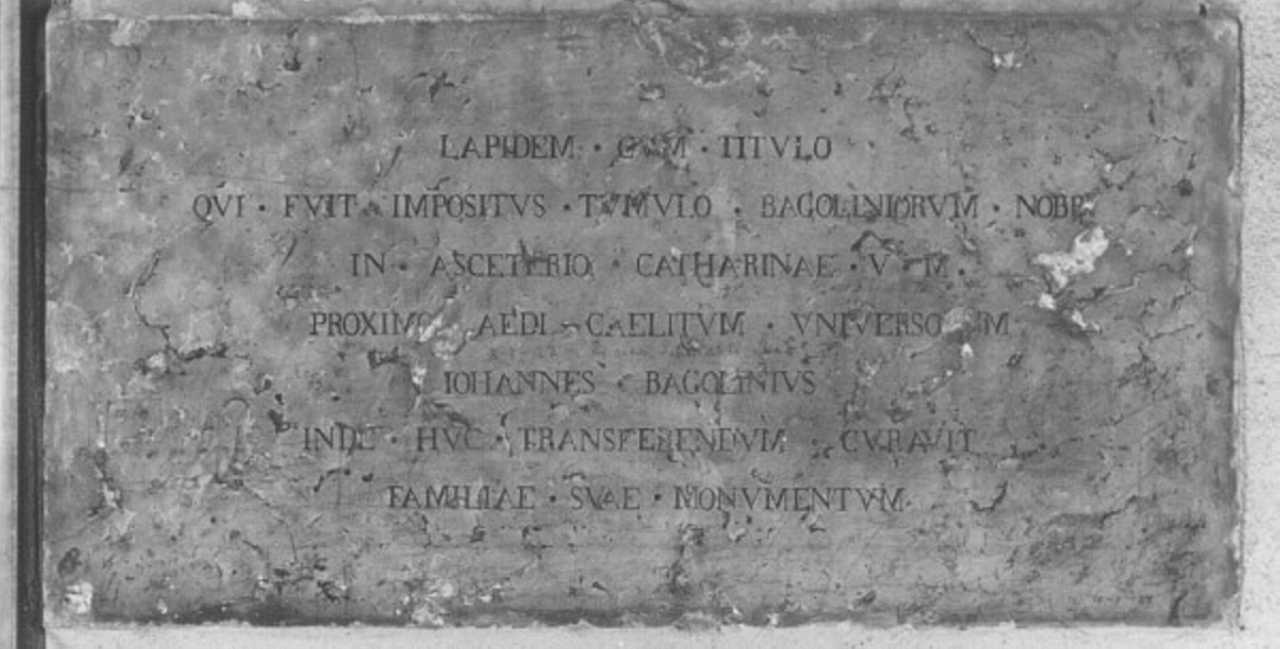 LAPIDEM · CVM · TITVLO
QVI · FVIT · IMPOSITVS · TVMVLO · BAGOLINIORVM · NOBB
IN · ASCETERIO · CATHARINAE · V · M ·
PROXIMO AEDI · CAELITVM · VNIVERSORVM
IOHANNES · BAGOLINIVS
INDE · HVC · TRANSFERENDVM · CVRAVIT
FAMILIAE · SVAE · MONVMENTVM